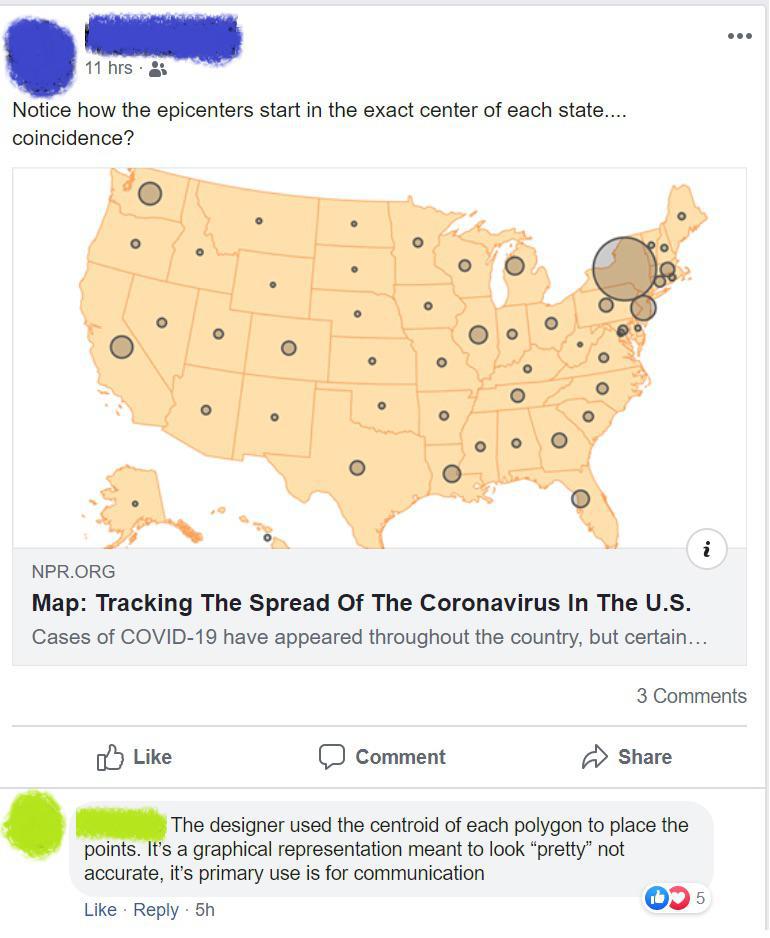 11 hrs ·
Notice how the epicenters start in the exact center of each state....
coincidence?
i
NPR.ORG
Map: Tracking The Spread Of The Coronavirus In The U.S.
Cases of COVID-19 have appeared throughout the country, but certain...
3 Comments
Like Comment Share
The designer used the centroid of each polygon to place the
points. It's a graphical representation meant to look “pretty” not
accurate, it's primary use is for communication
5
Like · Reply · 5h